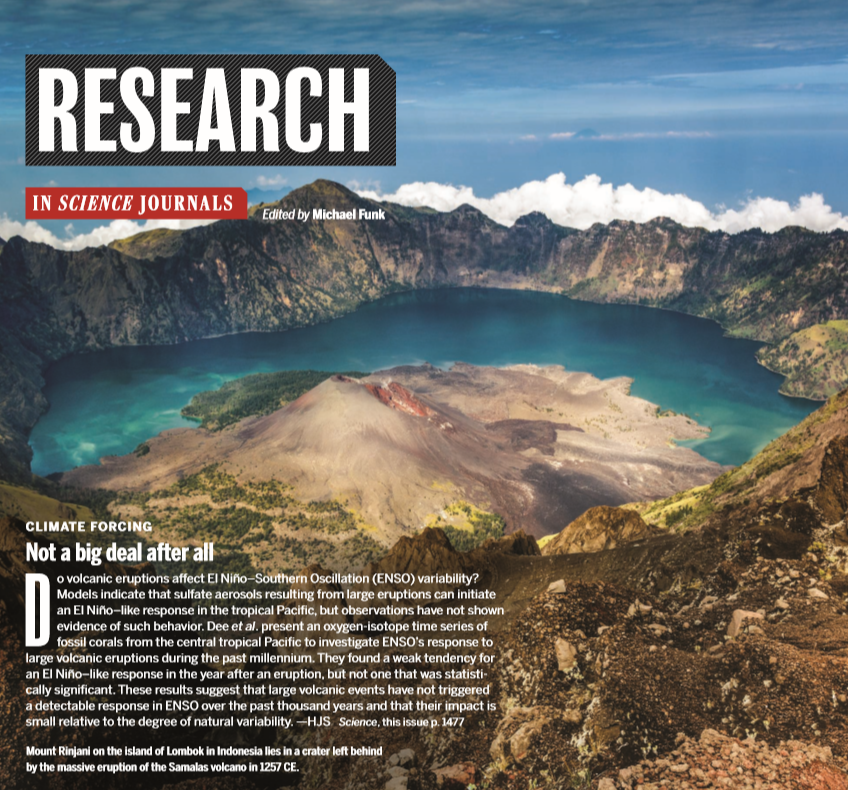 RESEARCH
IN SCIENCE JOURNALS
Edited by Michael Funk
CLIMATE FORCING
Not a big deal after all
Do volcanic eruptions affect El Niño–Southern Oscillation (ENSO) variability?
Models indicate that sulfate aerosols resulting from large eruptions can initiate
an El Niño–like response in the tropical Pacific, but observations have not shown
evidence of such behavior. Dee et al. present an oxygen-isotope time series of
fossil corals from the central tropical Pacific to investigate ENSO's response to
large volcanic eruptions during the past millennium. They found a weak tendency for
an El Niño–like response in the year after an eruption, but not one that was statisti-
cally significant. These results suggest that large volcanic events have not triggered
a detectable response in ENSO over the past thousand years and that their impact is
small relative to the degree of natural variability. —HJS Science, this issue p. 1477
Mount Rinjani on the island of Lombok in Indonesia lies in a crater left behind
by the massive eruption of the Samalas volcano in 1257 CE.